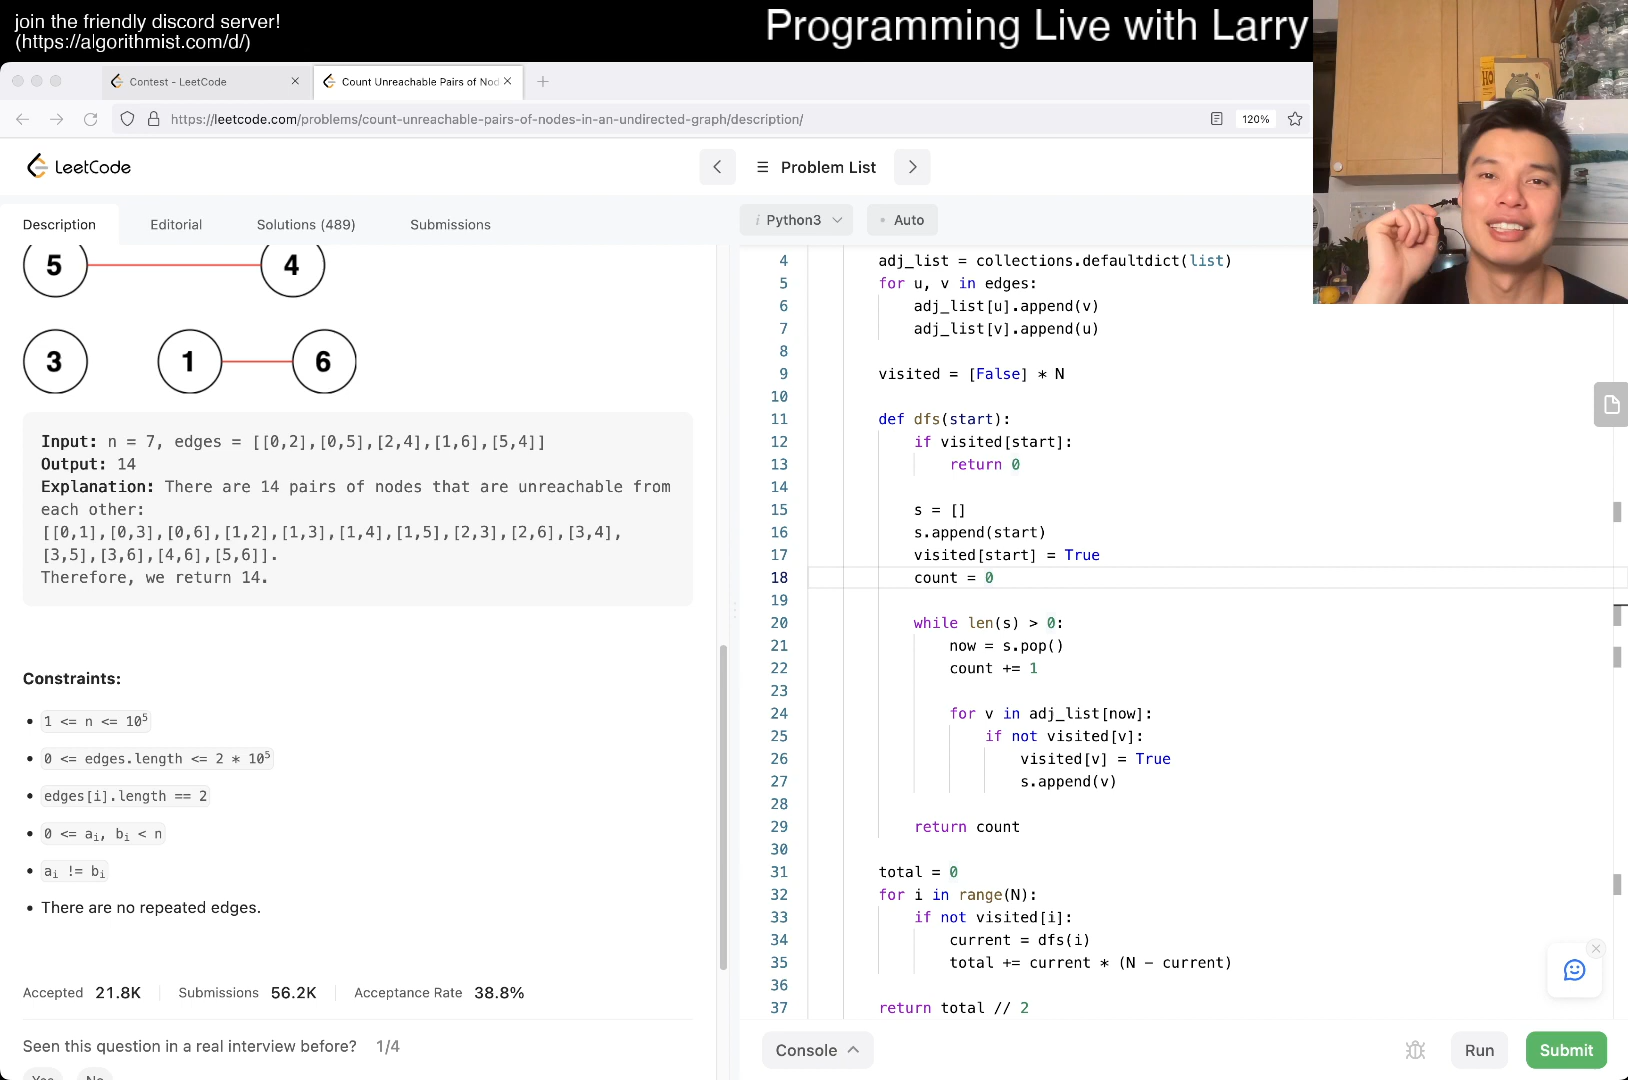 join the friendly discord server!
(https://algorithmist.com/d/)
Programming Live with Larry
Contest - LeetCode
Count Unreachable Pairs of Nod
https://leetcode.com/problems/count-unreachable-pairs-of-nodes-in-an-undirected-graph/description/
120%
LeetCode
Problem List
Description
Editorial
Solutions (489)
Submissions
i Python3
Auto
5
4
3
1
6
Input: n = 7, edges = [[0,2],[0,5],[2,4],[1,6],[5,4]]
Output: 14
Explanation: There are 14 pairs of nodes that are unreachable from
each other:
[[0,1],[0,3],[0,6],[1,2],[1,3],[1,4],[1,5],[2,3],[2,6],[3,4],
[3,5],[3,6],[4,6],[5,6]].
Therefore, we return 14.
Constraints:
• 1 <= n <= 10⁵
• 0 <= edges.length <= 2 * 10⁵
• edges[i].length == 2
• 0 <= aᵢ, bᵢ < n
• aᵢ != bᵢ
• There are no repeated edges.
Accepted 21.8K
Submissions 56.2K
Acceptance Rate 38.8%
Seen this question in a real interview before? 1/4
Yes
No
4 adj_list = collections.defaultdict(list)
5 for u, v in edges:
6 adj_list[u].append(v)
7 adj_list[v].append(u)
8
9 visited = [False] * N
10
11 def dfs(start):
12 if visited[start]:
13 return 0
14
15 s = []
16 s.append(start)
17 visited[start] = True
18 count = 0
19
20 while len(s) > 0:
21 now = s.pop()
22 count += 1
23
24 for v in adj_list[now]:
25 if not visited[v]:
26 visited[v] = True
27 s.append(v)
28
29 return count
30
31 total = 0
32 for i in range(N):
33 if not visited[i]:
34 current = dfs(i)
35 total += current * (N - current)
36
37 return total // 2
Console
Run
Submit
HO